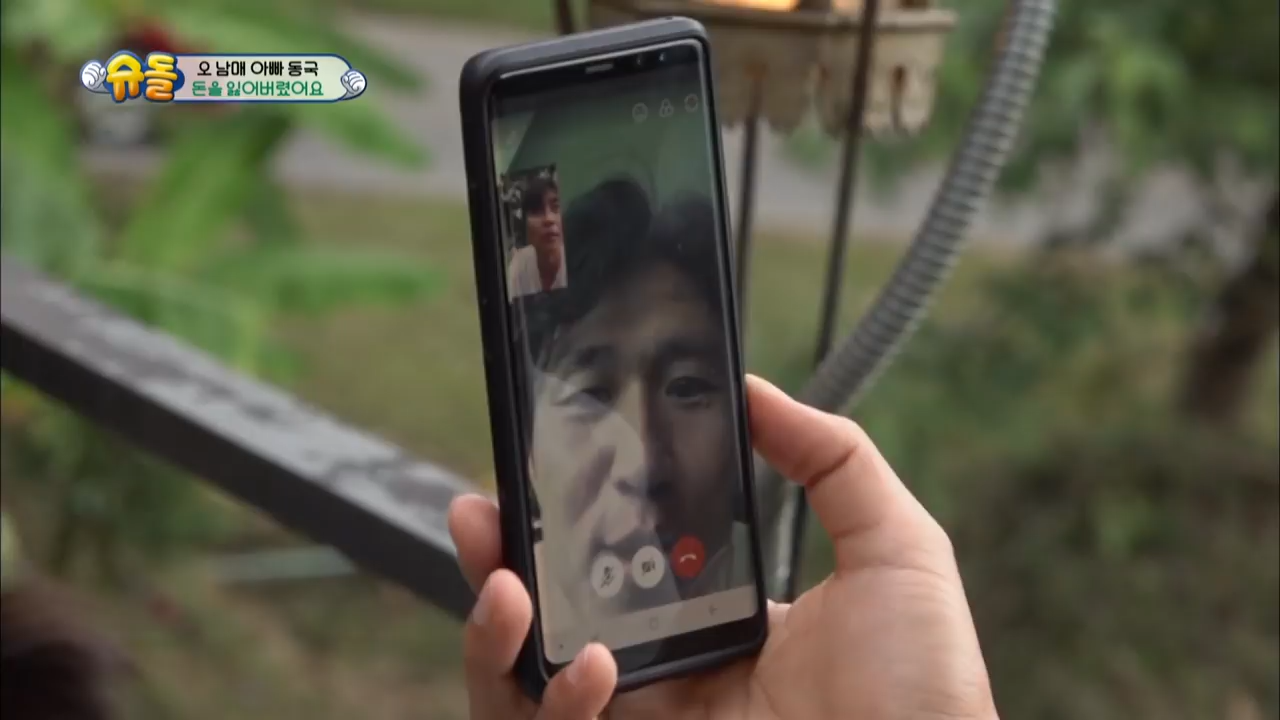 슈돌
오 남매 아빠 동국
돈을 잃어버렸어요